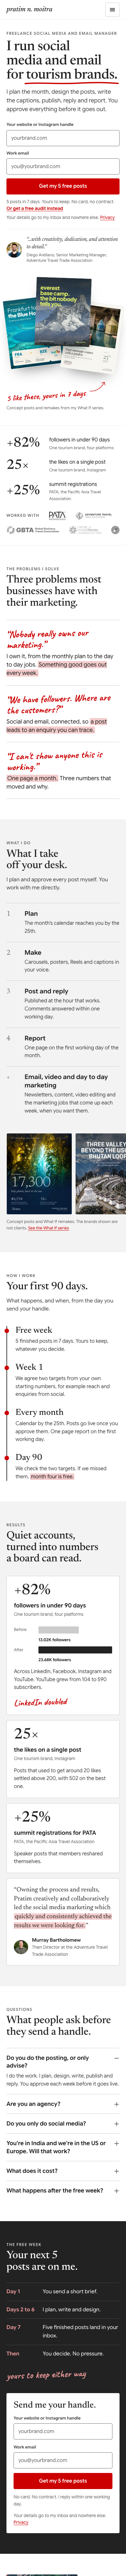 pratim n. moitra
FREELANCE SOCIAL MEDIA AND EMAIL MANAGER
I run social
media and email
for tourism brands.
I plan the month, design the posts, write
the captions, publish, reply and report. You
approve everything before it goes out.
Your website or Instagram handle
yourbrand.com
Work email
you@yourbrand.com
Get my 5 free posts
5 posts in 7 days. Yours to keep. No card, no contract.
Or get a free audit instead
Your details go to my inbox and nowhere else. Privacy
"...with creativity, dedication, and attention
to detail."
Diego Arellano, Senior Marketing Manager,
Adventure Travel Trade Association
everest
base camp.
the bit
nobody tells
you.
5 like these, yours in 7 days
Concept posts and remakes from my What If series.
WORKED WITH
PATA
ADVENTURE TRAVEL
GBTA Global Business
+82%
followers in under 90 days
One tourism brand, four platforms
25×
the likes on a single post
One tourism brand, Instagram
+25%
summit registrations
PATA, the Pacific Asia Travel
Association
THE PROBLEMS I SOLVE
Three problems most
businesses have with
their marketing.
"Nobody really owns our
marketing."
I own it, from the monthly plan to the day
to day jobs. Something good goes out
every week.
"We have followers. Where are
the customers?"
Social and email, connected, so a post
leads to an enquiry you can trace.
"I can't show anyone this is
working."
One page a month. Three numbers that
moved and why.
WHAT I DO
What I take
off your desk.
I plan and approve every post myself. You
work with me directly.
1
Plan
The month's calendar reaches you by the
25th.
2
Make
Carousels, posters, Reels and captions in
your voice.
3
Post and reply
Published at the hour that works.
Comments answered within one
working day.
4
Report
One page on the first working day of the
month.
+
Email, video and day to day
marketing
Newsletters, content, video editing and
the marketing jobs that come up each
week, when you want them.
17,300
THREE VALLEY
BEYOND THE US
BHUTAN
Concept posts and What If remakes. The brands shown are
not clients. See the What If series
HOW I WORK
Your first 90 days.
What happens, and when, from the day you
send your handle.
Free week
5 finished posts in 7 days. Yours to keep,
whatever you decide.
Week 1
We agree two targets from your own
starting numbers, for example reach and
enquiries from social.
Every month
Calendar by the 25th. Posts go live once you
approve them. One page report on the first
working day.
Day 90
We check the two targets. If we missed
them, month four is free.
RESULTS
Quiet accounts,
turned into numbers
a board can read.
+82%
followers in under 90 days
One tourism brand, four platforms
Before
13.02K followers
After
23.68K followers
Across LinkedIn, Facebook, Instagram and
YouTube. YouTube grew from 104 to 590
subscribers.
LinkedIn doubled
25×
the likes on a single post
One tourism brand, Instagram
Posts that used to get around 20 likes
settled above 200, with 502 on the best
one.
+25%
summit registrations for PATA
PATA, the Pacific Asia Travel Association
Speaker posts that members reshared
themselves.
"Owning the process and results,
Pratim creatively and collaboratively
led the social media marketing which
quickly and consistently achieved the
results we were looking for."
Murray Bartholomew
Then Director at the Adventure Travel
Trade Association
QUESTIONS
What people ask before
they send a handle.
Do you do the posting, or only
advise?
I do the work. I plan, design, write, publish and
reply. You approve each week before it goes live.
Are you an agency?
Do you only do social media?
You're in India and we're in the US or
Europe. Will that work?
What does it cost?
What happens after the free week?
THE FREE WEEK
Your next 5
posts are on me.
Day 1
You send a short brief.
Days 2 to 6
I plan, write and design.
Day 7
Five finished posts land in your
inbox.
Then
You decide. No pressure.
yours to keep either way
Send me your handle.
Your website or Instagram handle
yourbrand.com
Work email
you@yourbrand.com
Get my 5 free posts
No card. No contract. I reply within one working
day.
Your details go to my inbox and nowhere else.
Privacy